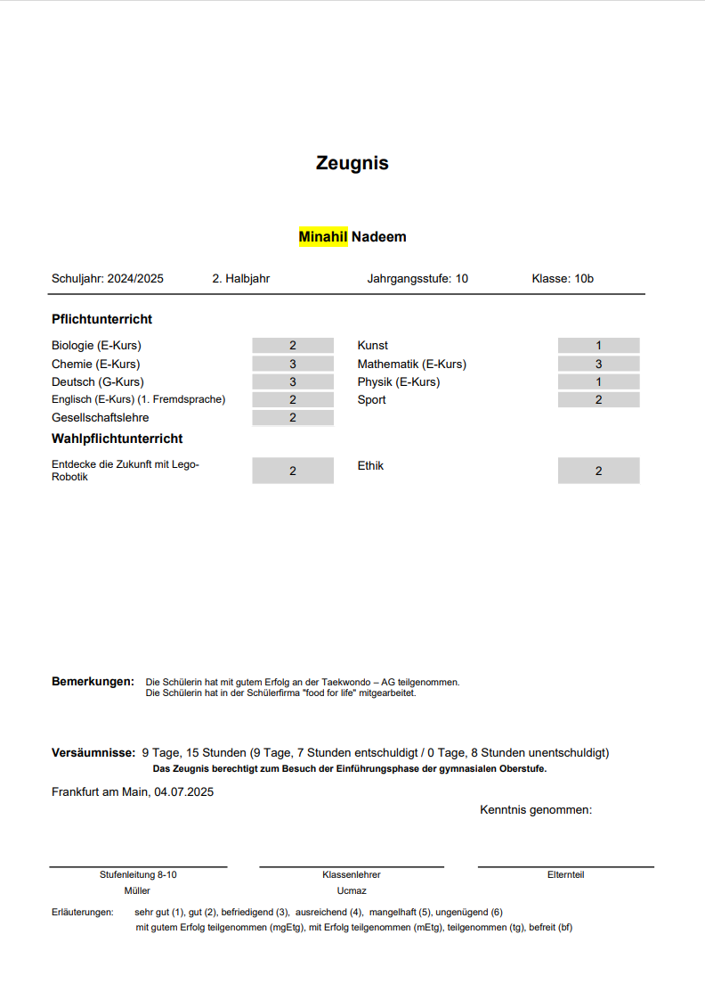 Zeugnis
Minahil Nadeem
Schuljahr: 2024/2025 2. Halbjahr Jahrgangsstufe: 10 Klasse: 10b
Pflichtunterricht
Biologie (E-Kurs) 2 Kunst 1
Chemie (E-Kurs) 3 Mathematik (E-Kurs) 3
Deutsch (G-Kurs) 3 Physik (E-Kurs) 1
Englisch (E-Kurs) (1. Fremdsprache) 2 Sport 2
Gesellschaftslehre 2
Wahlpflichtunterricht
Entdecke die Zukunft mit Lego-
Robotik 2 Ethik 2
Bemerkungen: Die Schülerin hat mit gutem Erfolg an der Taekwondo – AG teilgenommen.
Die Schülerin hat in der Schülerfirma "food for life" mitgearbeitet.
Versäumnisse: 9 Tage, 15 Stunden (9 Tage, 7 Stunden entschuldigt / 0 Tage, 8 Stunden unentschuldigt)
Das Zeugnis berechtigt zum Besuch der Einführungsphase der gymnasialen Oberstufe.
Frankfurt am Main, 04.07.2025
Kenntnis genommen:
Stufenleitung 8-10 Klassenlehrer Elternteil
Müller Ucmaz
Erläuterungen: sehr gut (1), gut (2), befriedigend (3), ausreichend (4), mangelhaft (5), ungenügend (6)
mit gutem Erfolg teilgenommen (mgEtg), mit Erfolg teilgenommen (mEtg), teilgenommen (tg), befreit (bf)